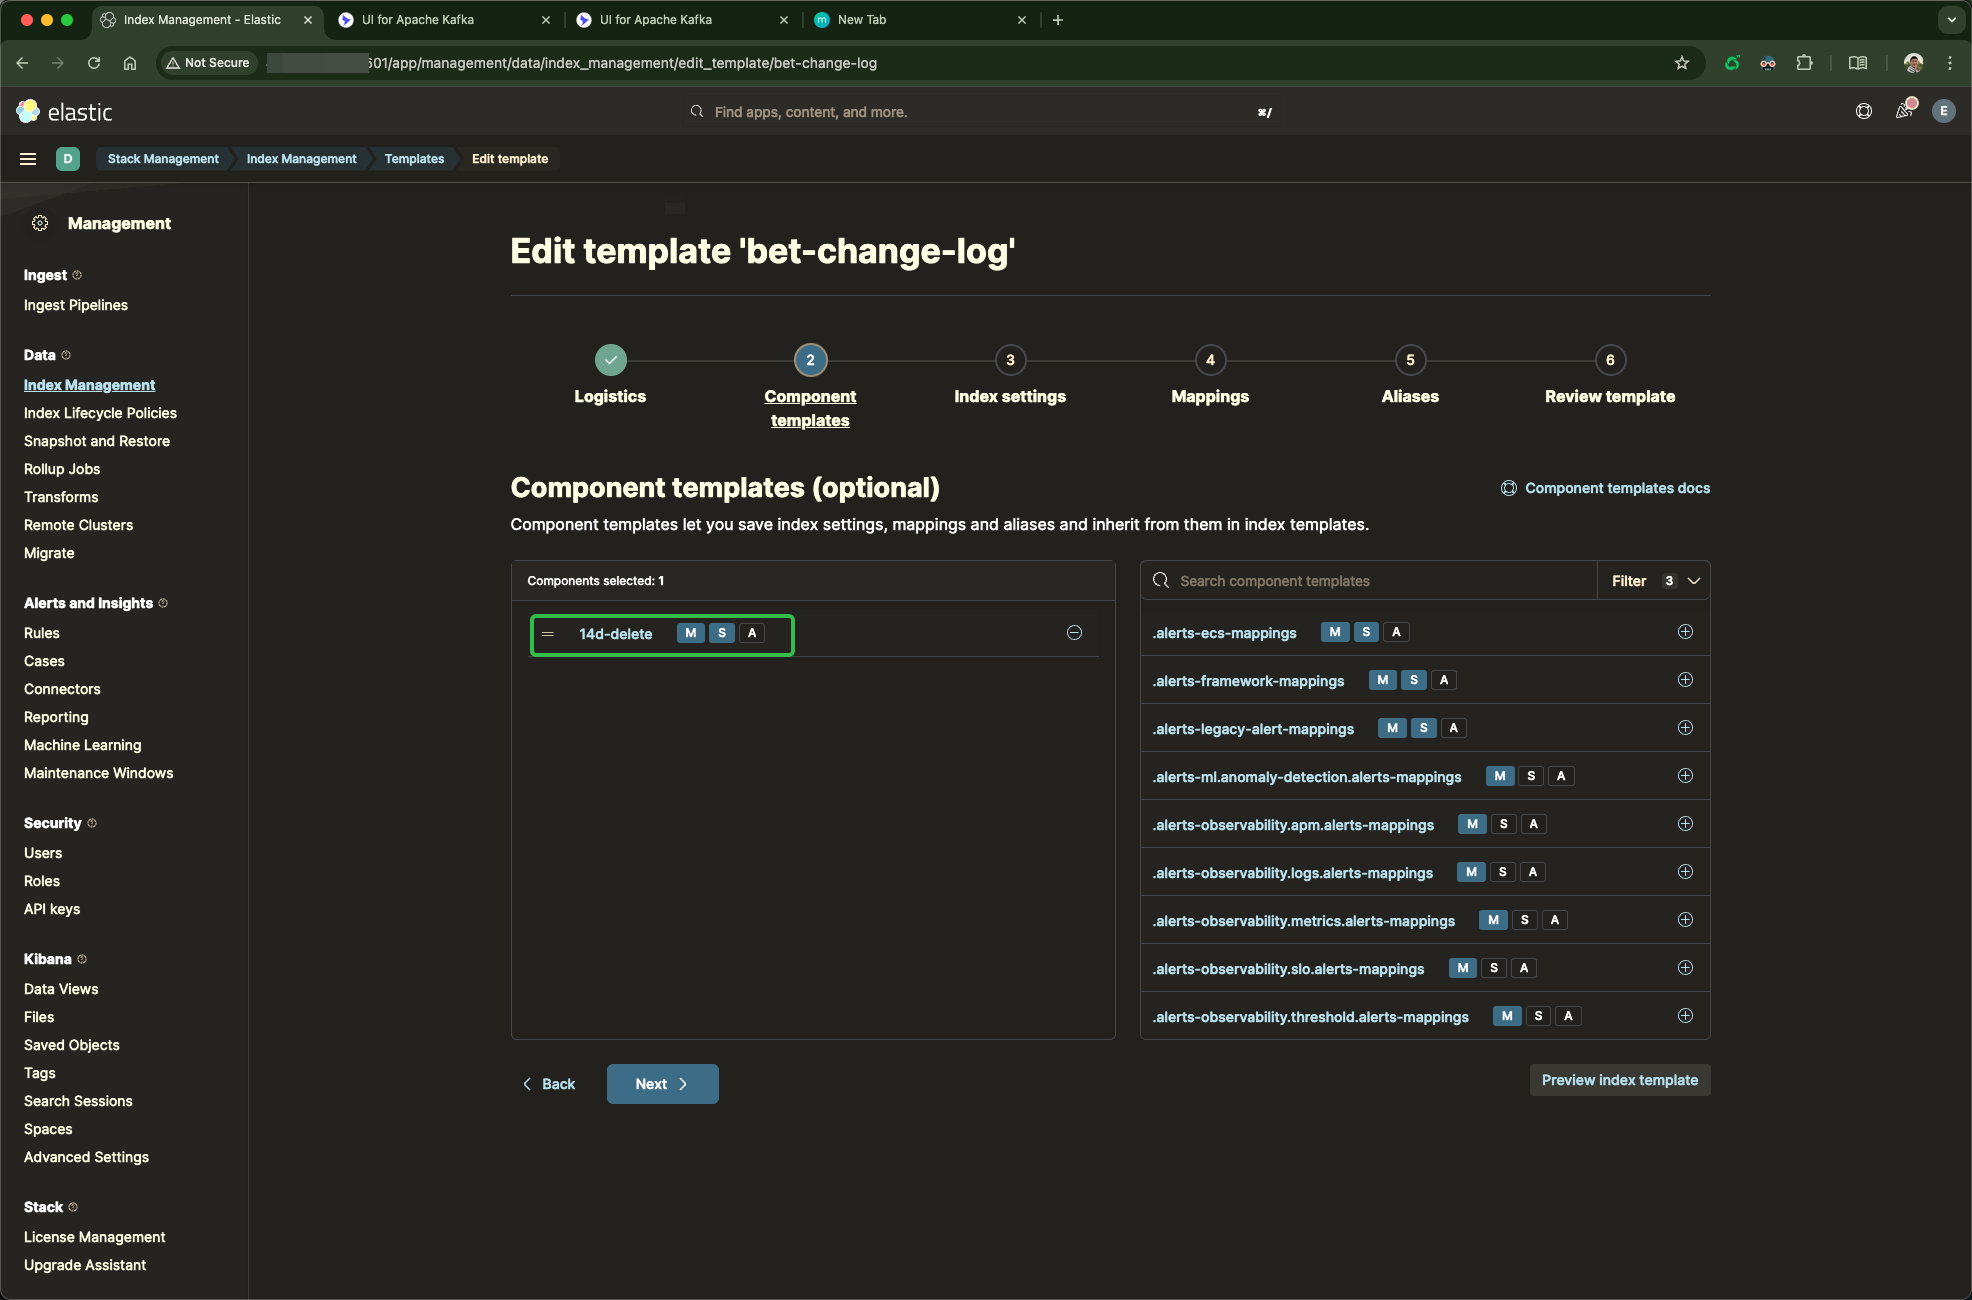 Index Management - Elastic
UI for Apache Kafka
UI for Apache Kafka
m
New Tab
Not Secure
601/app/management/data/index_management/edit_template/bet-change-log
elastic
Find apps, content, and more.
⌘/
E
D
Stack Management
Index Management
Templates
Edit template
Management
Ingest
Ingest Pipelines
Data
Index Management
Index Lifecycle Policies
Snapshot and Restore
Rollup Jobs
Transforms
Remote Clusters
Migrate
Alerts and Insights
Rules
Cases
Connectors
Reporting
Machine Learning
Maintenance Windows
Security
Users
Roles
API keys
Kibana
Data Views
Files
Saved Objects
Tags
Search Sessions
Spaces
Advanced Settings
Stack
License Management
Upgrade Assistant
Edit template 'bet-change-log'
Logistics
2
Component
templates
3
Index settings
4
Mappings
5
Aliases
6
Review template
Component templates (optional)
Component templates docs
Component templates let you save index settings, mappings and aliases and inherit from them in index templates.
Components selected: 1
14d-delete M S A
Search component templates
Filter 3
.alerts-ecs-mappings M S A
.alerts-framework-mappings M S A
.alerts-legacy-alert-mappings M S A
.alerts-ml.anomaly-detection.alerts-mappings M S A
.alerts-observability.apm.alerts-mappings M S A
.alerts-observability.logs.alerts-mappings M S A
.alerts-observability.metrics.alerts-mappings M S A
.alerts-observability.slo.alerts-mappings M S A
.alerts-observability.threshold.alerts-mappings M S A
Back
Next
Preview index template